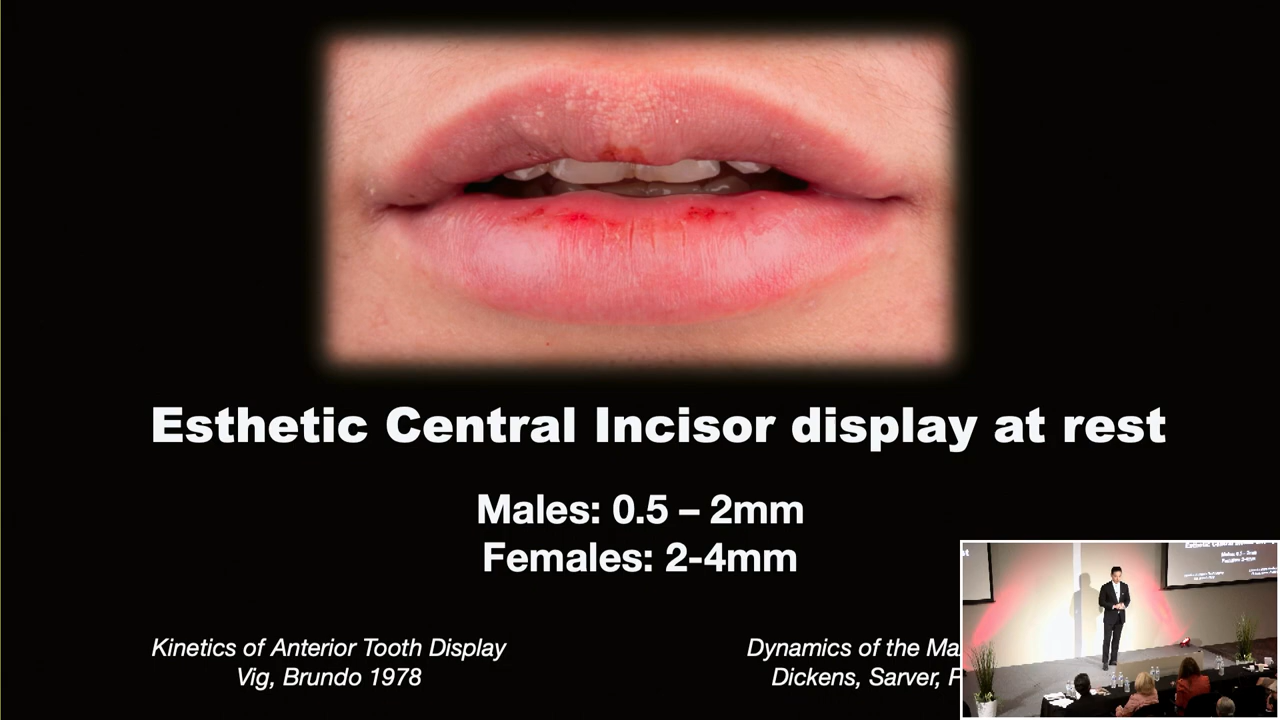 Esthetic Central Incisor display at rest
Males: 0.5 – 2mm
Females: 2-4mm
Kinetics of Anterior Tooth Display
Vig, Brundo 1978
Dynamics of the
Dickens, Sarver,